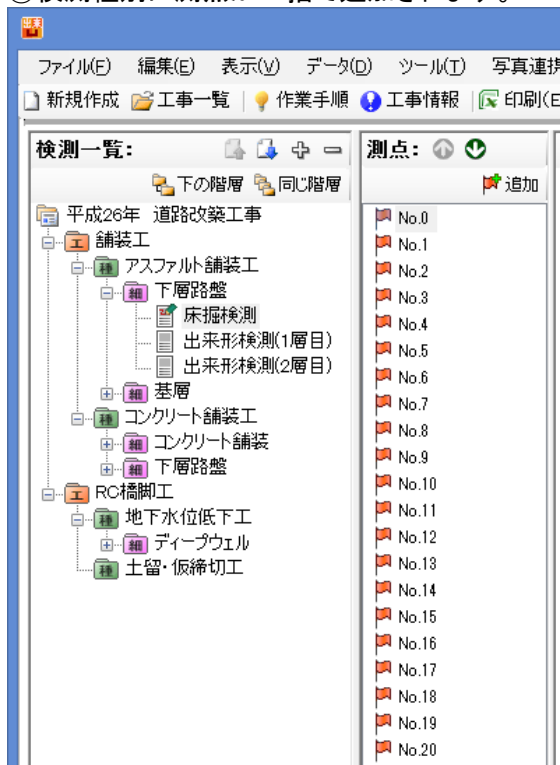 出来
ファイル(F) 編集(E) 表示(V) データ(D) ツール(T) 写真連携
新規作成 工事一覧 作業手順 工事情報 印刷(E
検測一覧:
下の階層 同じ階層
平成26年 道路改築工事
工 舗装工
種 アスファルト舗装工
細 下層路盤
床掘検測
出来形検測(1層目)
出来形検測(2層目)
細 基層
種 コンクリート舗装工
細 コンクリート舗装
細 下層路盤
工 RC橋脚工
種 地下水位低下工
細 ディープウェル
種 土留・仮締切工
測点:
追加
No.0
No.1
No.2
No.3
No.4
No.5
No.6
No.7
No.8
No.9
No.10
No.11
No.12
No.13
No.14
No.15
No.16
No.17
No.18
No.19
No.20